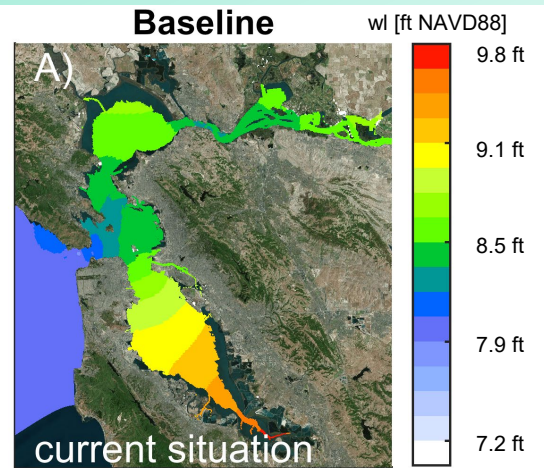 Baseline
wl [ft NAVD88]
A)
9.8 ft
9.1 ft
8.5 ft
7.9 ft
7.2 ft
current situation